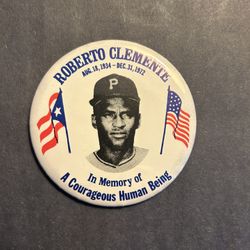 ROBERTO CLEMENTE
AUG. 18, 1934 - DEC. 31, 1972
P
In Memory of
A Courageous Human Being